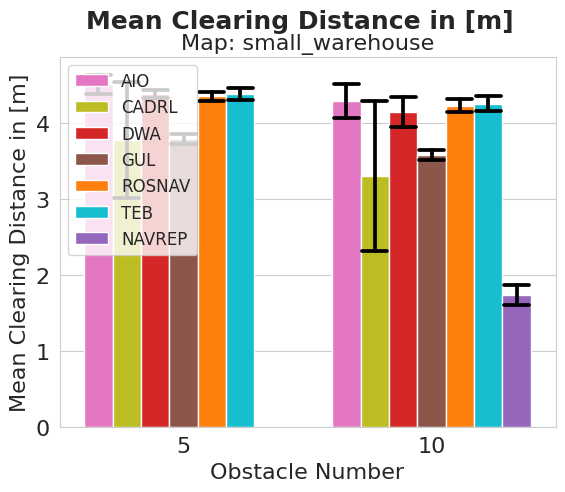 Mean Clearing Distance in [m]
Map: small_warehouse
Mean Clearing Distance in [m]
4
3
2
1
0
AIO
CADRL
DWA
GUL
ROSNAV
TEB
NAVREP
5
10
Obstacle Number